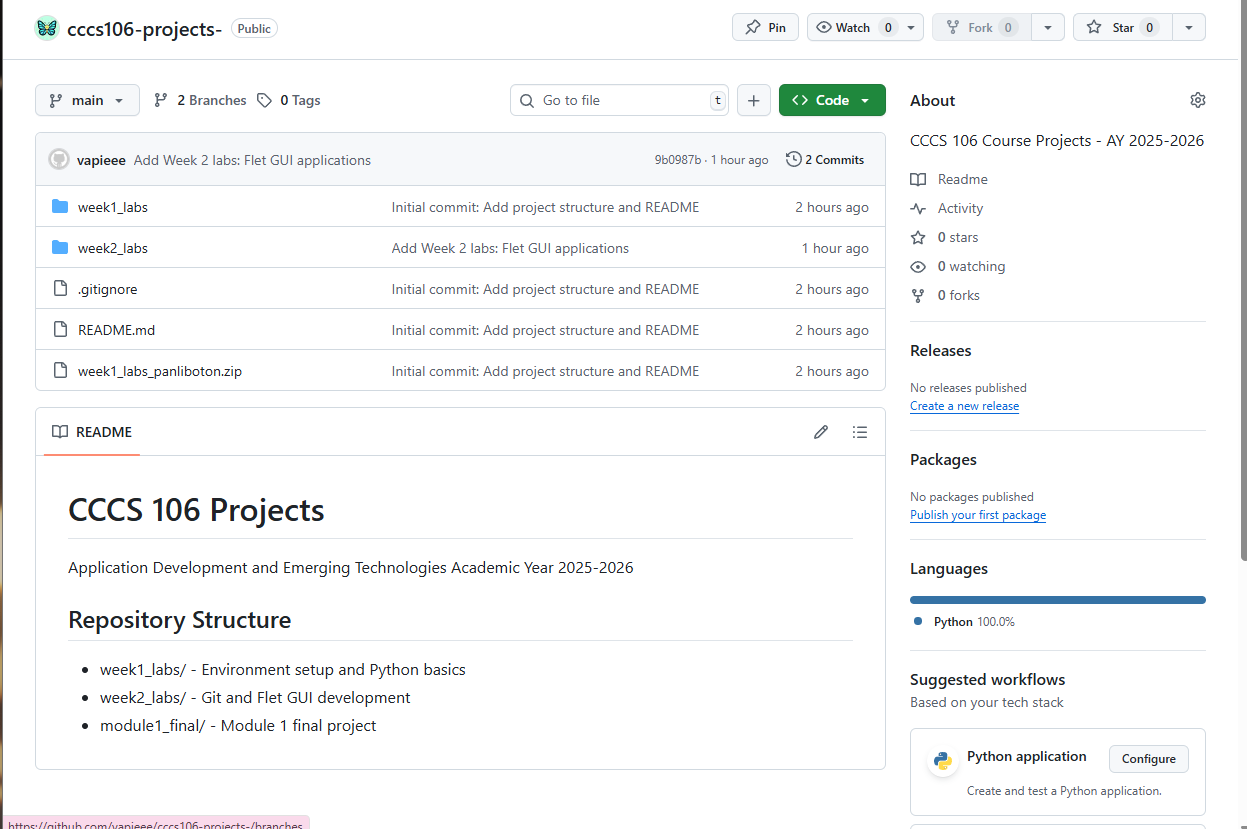 cccs106-projects- Public Pin Watch 0 Fork 0 Star 0
main 2 Branches 0 Tags Go to file t Code
vapieee Add Week 2 labs: Flet GUI applications 9b0987b · 1 hour ago 2 Commits
week1_labs Initial commit: Add project structure and README 2 hours ago
week2_labs Add Week 2 labs: Flet GUI applications 1 hour ago
.gitignore Initial commit: Add project structure and README 2 hours ago
README.md Initial commit: Add project structure and README 2 hours ago
week1_labs_panliboton.zip Initial commit: Add project structure and README 2 hours ago
README
CCCS 106 Projects
Application Development and Emerging Technologies Academic Year 2025-2026
Repository Structure
week1_labs/ - Environment setup and Python basics
week2_labs/ - Git and Flet GUI development
module1_final/ - Module 1 final project
About
CCCS 106 Course Projects - AY 2025-2026
Readme
Activity
0 stars
0 watching
0 forks
Releases
No releases published
Create a new release
Packages
No packages published
Publish your first package
Languages
Python 100.0%
Suggested workflows
Based on your tech stack
Python application Configure
Create and test a Python application.
https://github.com/vapieee/cccs106-projects-/branches